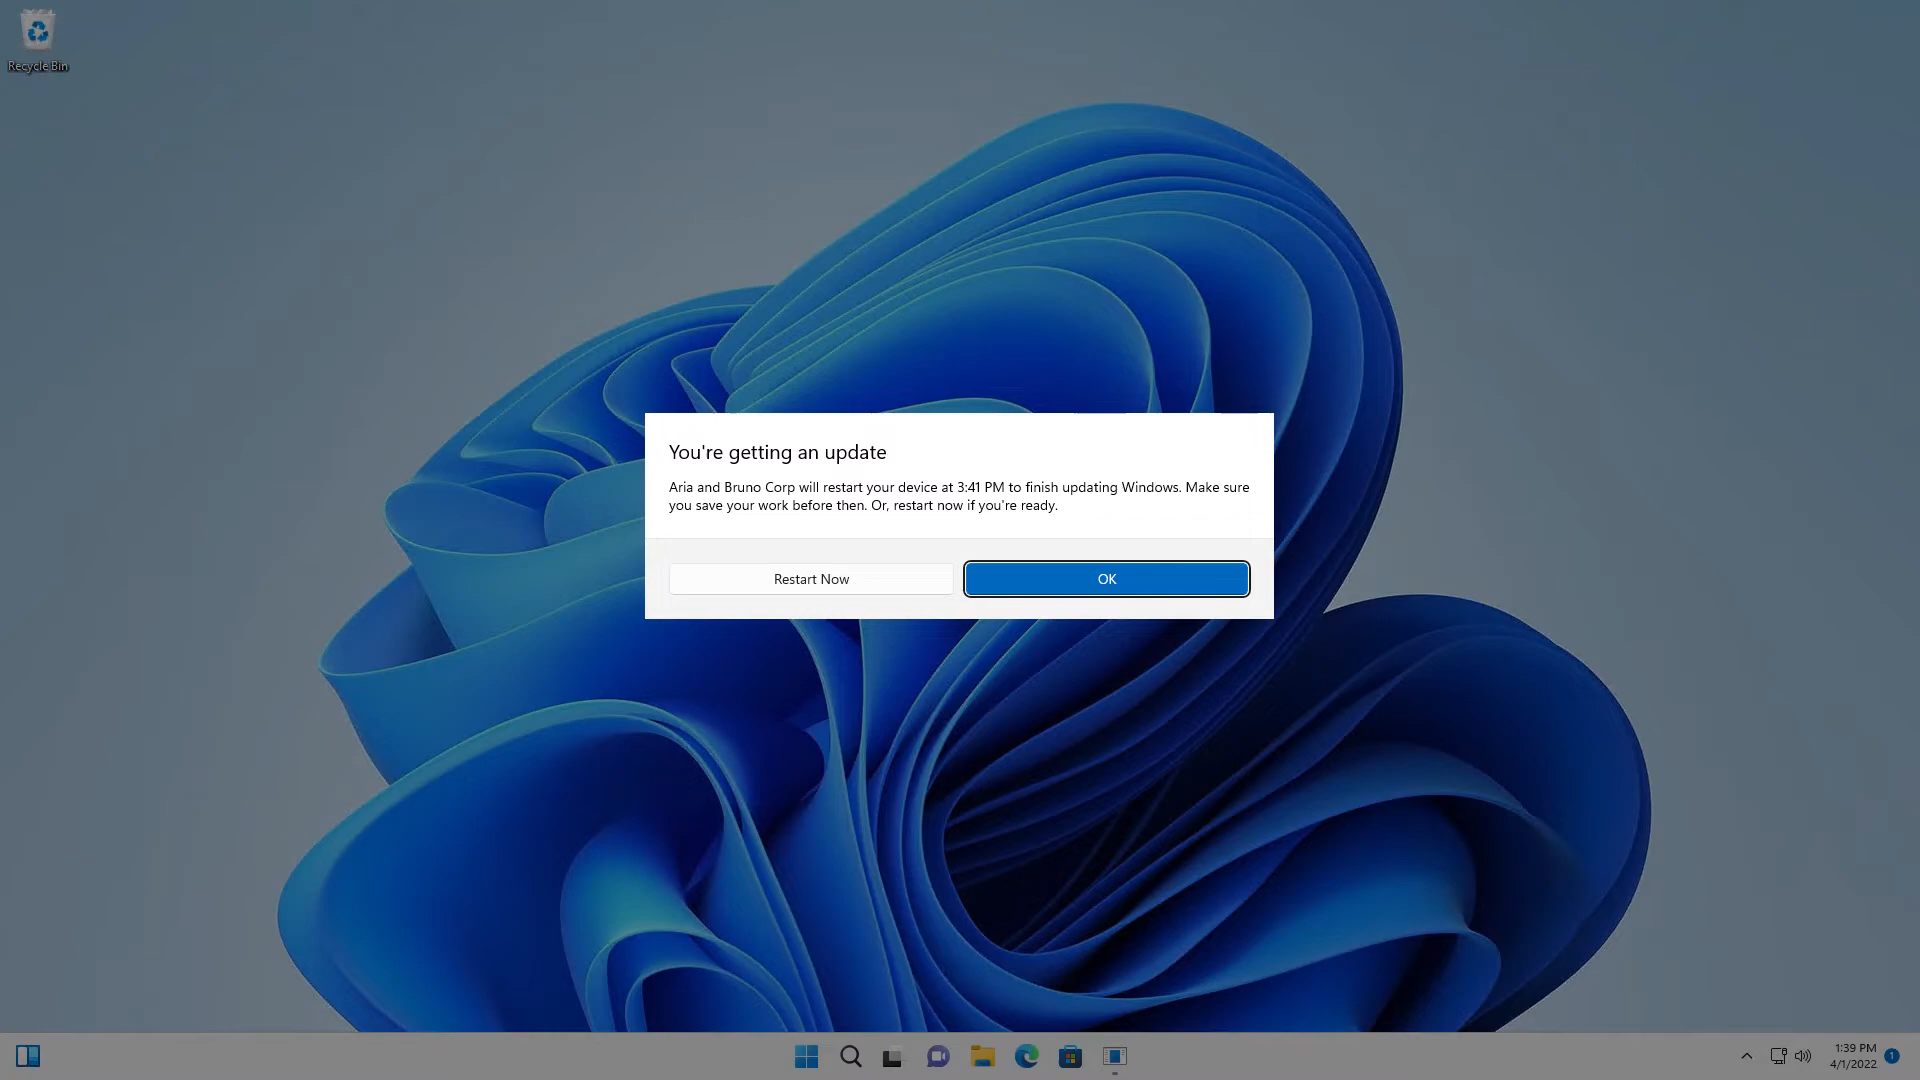 Recycle Bin
You're getting an update
Aria and Bruno Corp will restart your device at 3:41 PM to finish updating Windows. Make sure
you save your work before then. Or, restart now if you're ready.
Restart Now
OK
1:39 PM
4/1/2022
1